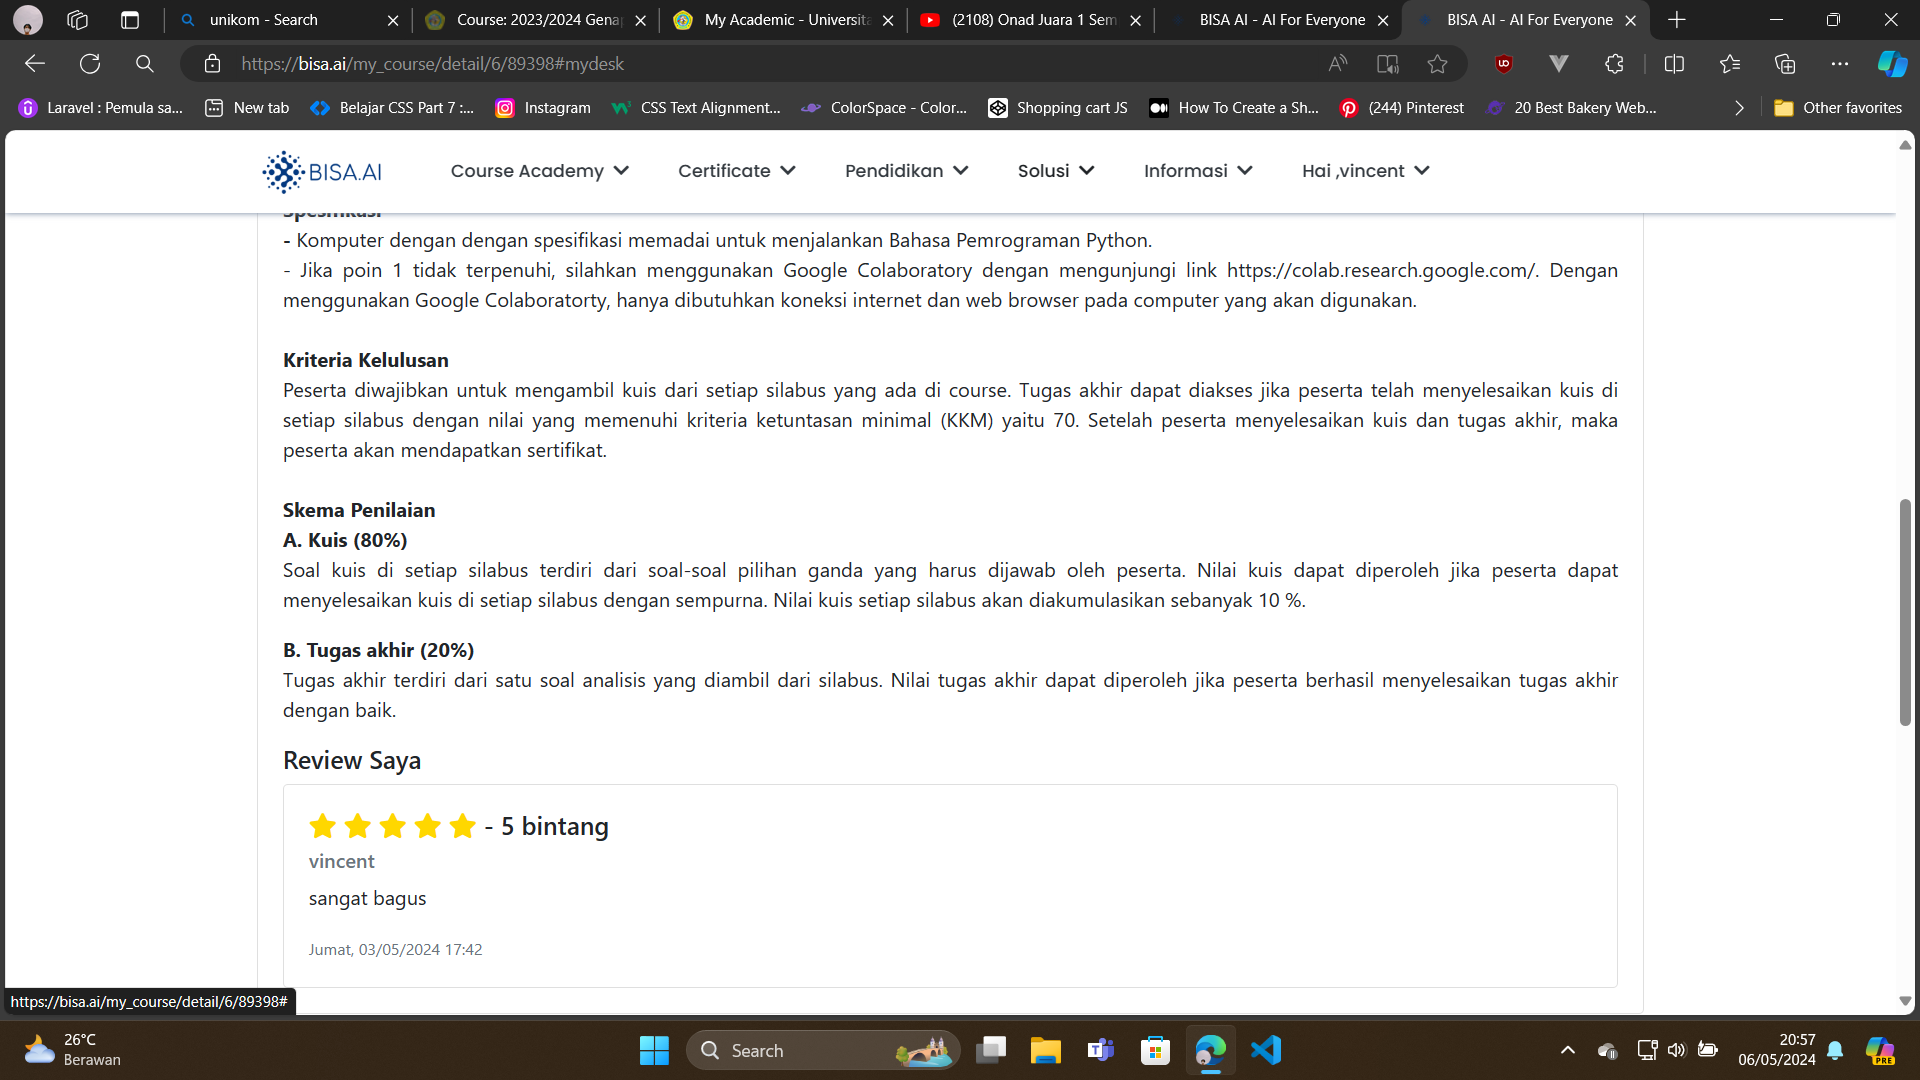 unikom - Search
Course: 2023/2024 Gena
My Academic - Universita
(2108) Onad Juara 1 Sem
BISA AI - AI For Everyone
BISA AI - AI For Everyone
https://bisa.ai/my_course/detail/6/89398#mydesk
Laravel : Pemula sa...
New tab
Belajar CSS Part 7 :...
Instagram
CSS Text Alignment...
ColorSpace - Color...
Shopping cart JS
How To Create a Sh...
(244) Pinterest
20 Best Bakery Web...
Other favorites
BISA.AI
Course Academy
Certificate
Pendidikan
Solusi
Informasi
Hai ,vincent
Spesifikasi
- Komputer dengan dengan spesifikasi memadai untuk menjalankan Bahasa Pemrograman Python.
- Jika poin 1 tidak terpenuhi, silahkan menggunakan Google Colaboratory dengan mengunjungi link https://colab.research.google.com/. Dengan
menggunakan Google Colaboratorty, hanya dibutuhkan koneksi internet dan web browser pada computer yang akan digunakan.
Kriteria Kelulusan
Peserta diwajibkan untuk mengambil kuis dari setiap silabus yang ada di course. Tugas akhir dapat diakses jika peserta telah menyelesaikan kuis di
setiap silabus dengan nilai yang memenuhi kriteria ketuntasan minimal (KKM) yaitu 70. Setelah peserta menyelesaikan kuis dan tugas akhir, maka
peserta akan mendapatkan sertifikat.
Skema Penilaian
A. Kuis (80%)
Soal kuis di setiap silabus terdiri dari soal-soal pilihan ganda yang harus dijawab oleh peserta. Nilai kuis dapat diperoleh jika peserta dapat
menyelesaikan kuis di setiap silabus dengan sempurna. Nilai kuis setiap silabus akan diakumulasikan sebanyak 10 %.
B. Tugas akhir (20%)
Tugas akhir terdiri dari satu soal analisis yang diambil dari silabus. Nilai tugas akhir dapat diperoleh jika peserta berhasil menyelesaikan tugas akhir
dengan baik.
Review Saya
- 5 bintang
vincent
sangat bagus
Jumat, 03/05/2024 17:42
https://bisa.ai/my_course/detail/6/89398#
26°C
Berawan
Search
20:57
06/05/2024
PRE